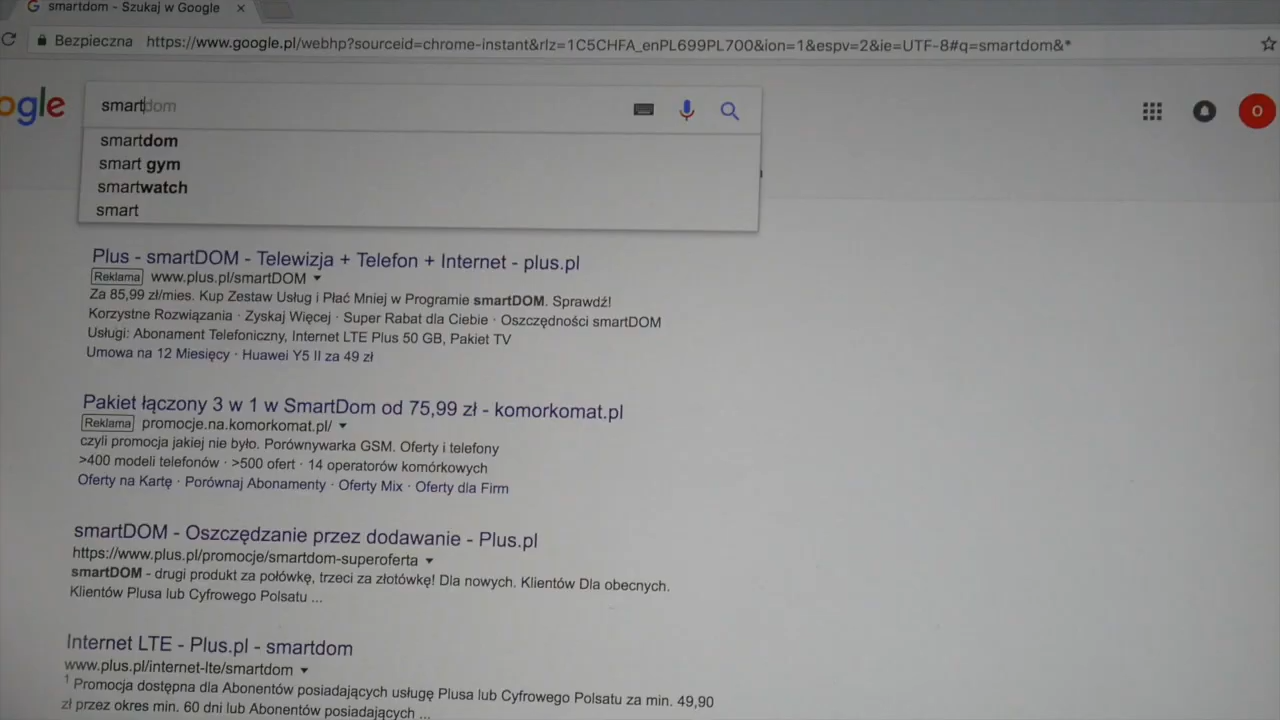 smartdom - Szukaj w Google
Bezpieczna https://www.google.pl/webhp?sourceid=chrome-instant&rlz=1C5CHFA_enPL699PL700&ion=1&espv=2&ie=UTF-8#q=smartdom&*
ogle
smartdom
O
smartdom
smart gym
smartwatch
smart
Plus - smartDOM - Telewizja + Telefon + Internet - plus.pl
Reklama www.plus.pl/smartDOM
Za 85,99 zł/mies. Kup Zestaw Usług i Płać Mniej w Programie smartDOM. Sprawdź!
Korzystne Rozwiązania · Zyskaj Więcej · Super Rabat dla Ciebie · Oszczędności smartDOM
Usługi: Abonament Telefoniczny, Internet LTE Plus 50 GB, Pakiet TV
Umowa na 12 Miesięcy · Huawei Y5 II za 49 zł
Pakiet łączony 3 w 1 w SmartDom od 75,99 zł - komorkomat.pl
Reklama promocje.na.komorkomat.pl/
czyli promocja jakiej nie było. Porównywarka GSM. Oferty i telefony
>400 modeli telefonów · >500 ofert · 14 operatorów komórkowych
Oferty na Kartę · Porównaj Abonamenty · Oferty Mix · Oferty dla Firm
smartDOM - Oszczędzanie przez dodawanie - Plus.pl
https://www.plus.pl/promocje/smartdom-superoferta
smartDOM - drugi produkt za połówkę, trzeci za złotówkę! Dla nowych. Klientów Dla obecnych.
Klientów Plusa lub Cyfrowego Polsatu ...
Internet LTE - Plus.pl - smartdom
www.plus.pl/internet-lte/smartdom
1 Promocja dostępna dla Abonentów posiadających usługę Plusa lub Cyfrowego Polsatu za min. 49,90
zł przez okres min. 60 dni lub Abonentów posiadających ...